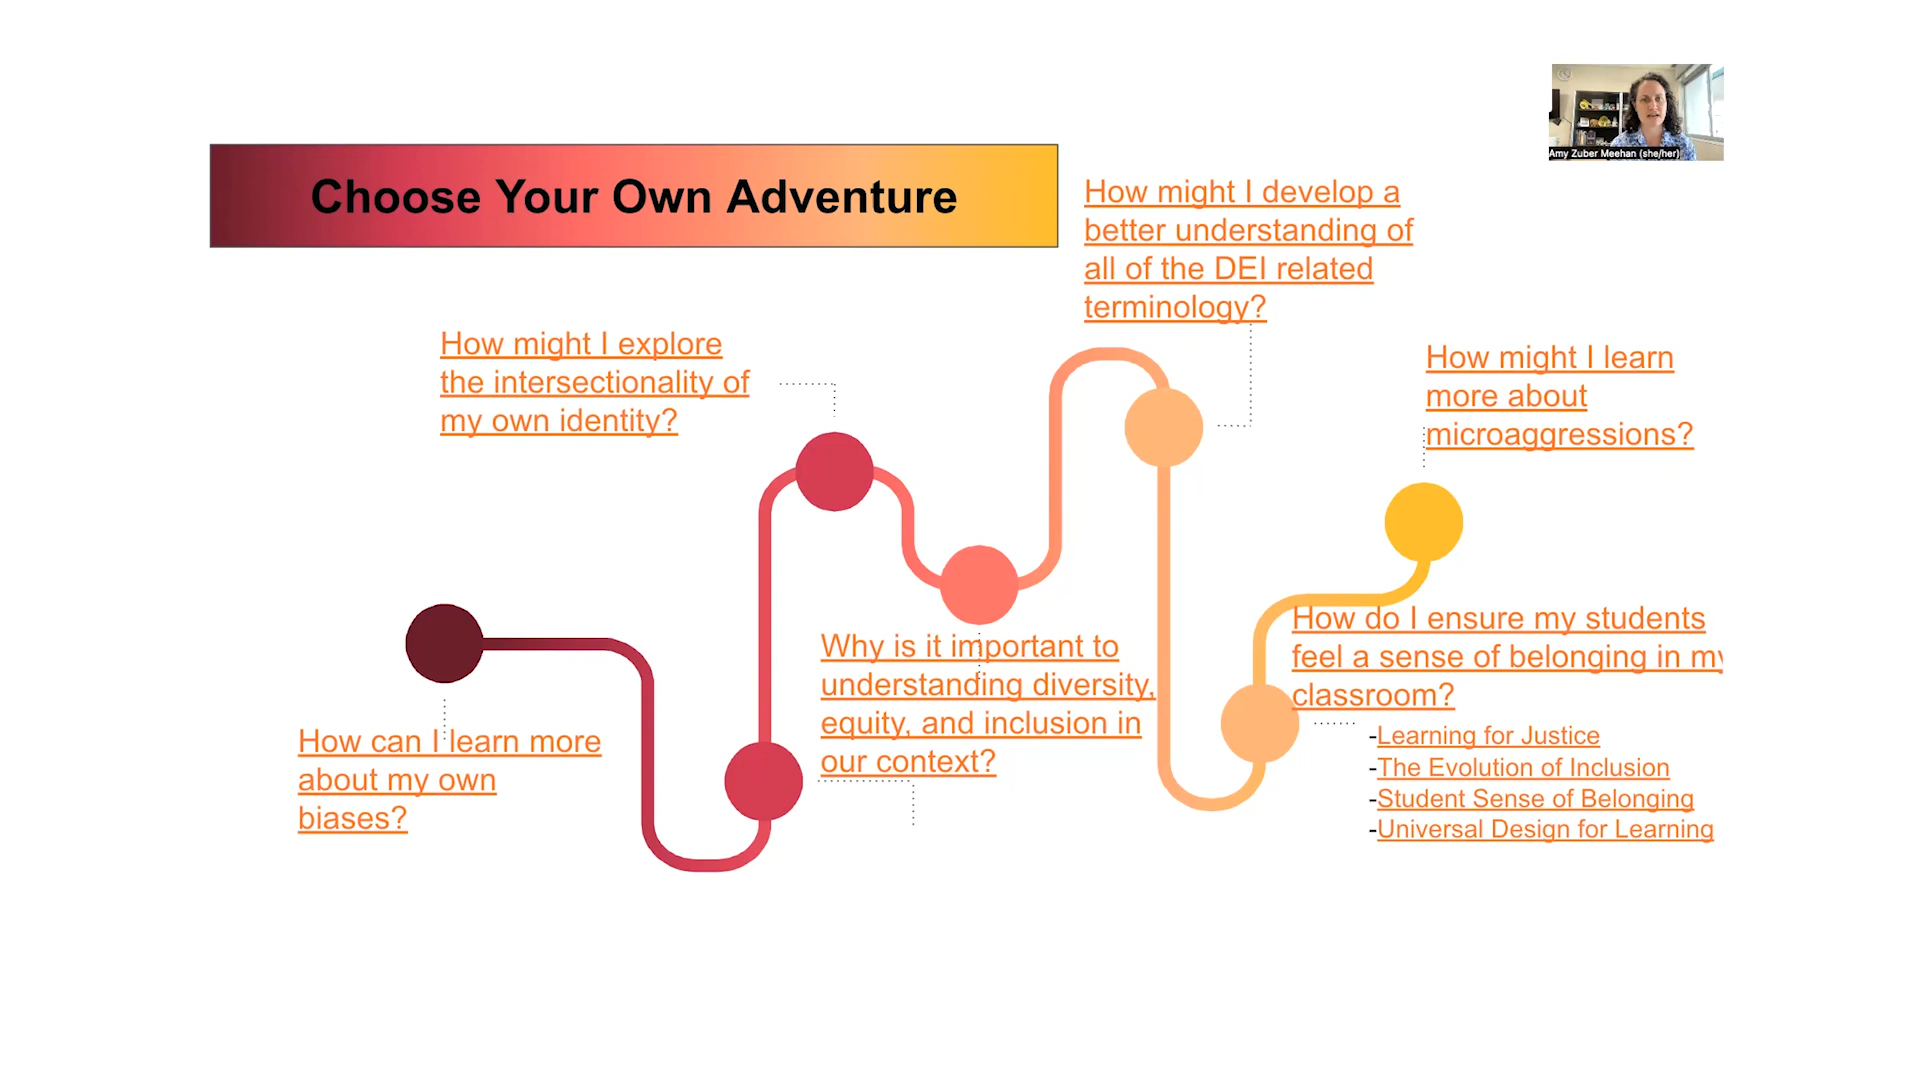 Amy Zuber Meehan (she/her)
Choose Your Own Adventure
How might I develop a
better understanding of
all of the DEI related
terminology?
How might I explore
the intersectionality of
my own identity?
How might I learn
more about
microaggressions?
How can I learn more
about my own
biases?
Why is it important to
understanding diversity,
equity, and inclusion in
our context?
How do I ensure my students
feel a sense of belonging in my
classroom?
-Learning for Justice
-The Evolution of Inclusion
-Student Sense of Belonging
-Universal Design for Learning